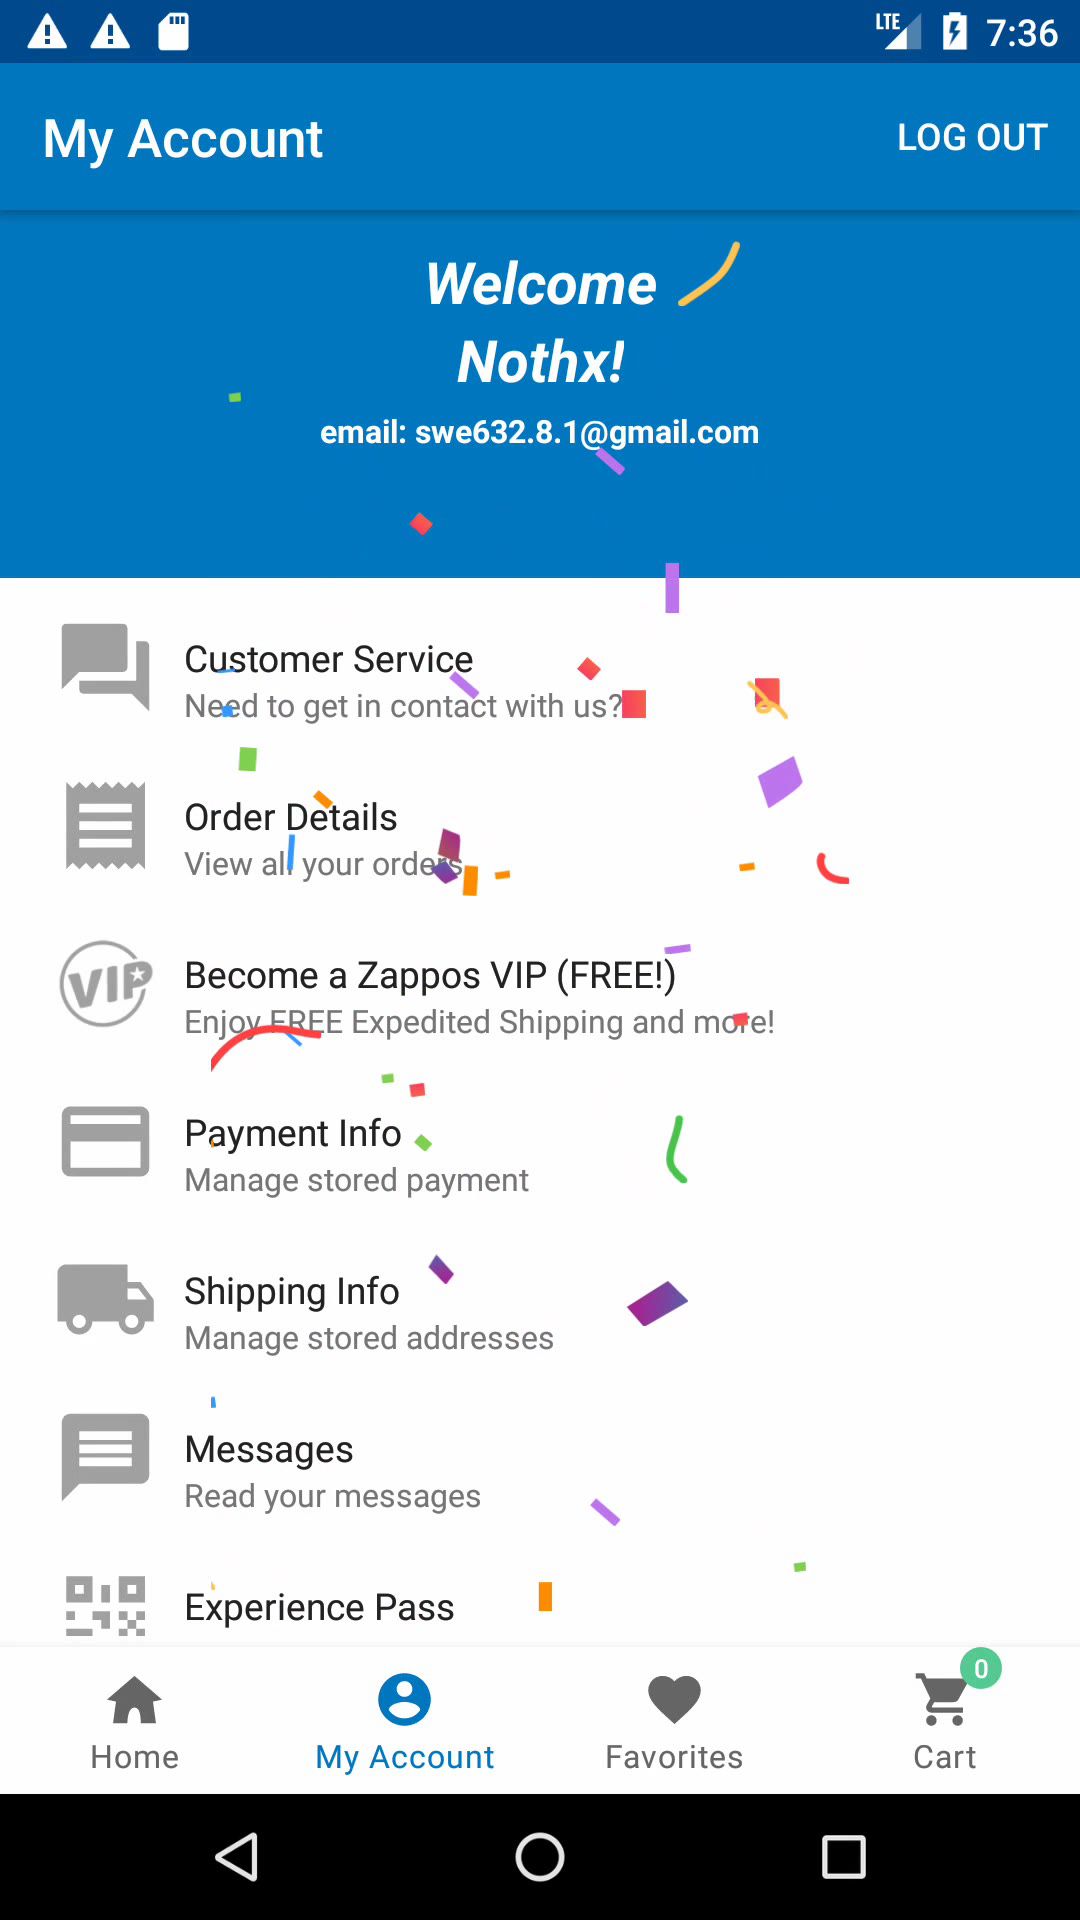 LTE 7:36
My Account LOG OUT
Welcome
Nothx!
email: swe632.8.1@gmail.com
Customer Service
Need to get in contact with us?
Order Details
View all your orders
VIP
Become a Zappos VIP (FREE!)
Enjoy FREE Expedited Shipping and more!
Payment Info
Manage stored payment
Shipping Info
Manage stored addresses
Messages
Read your messages
Experience Pass
0
Home My Account Favorites Cart